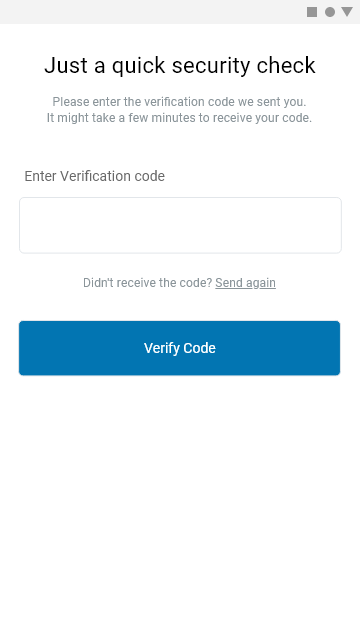 Just a quick security check
Please enter the verification code we sent you.
It might take a few minutes to receive your code.
Enter Verification code
Didn't receive the code? Send again
Verify Code